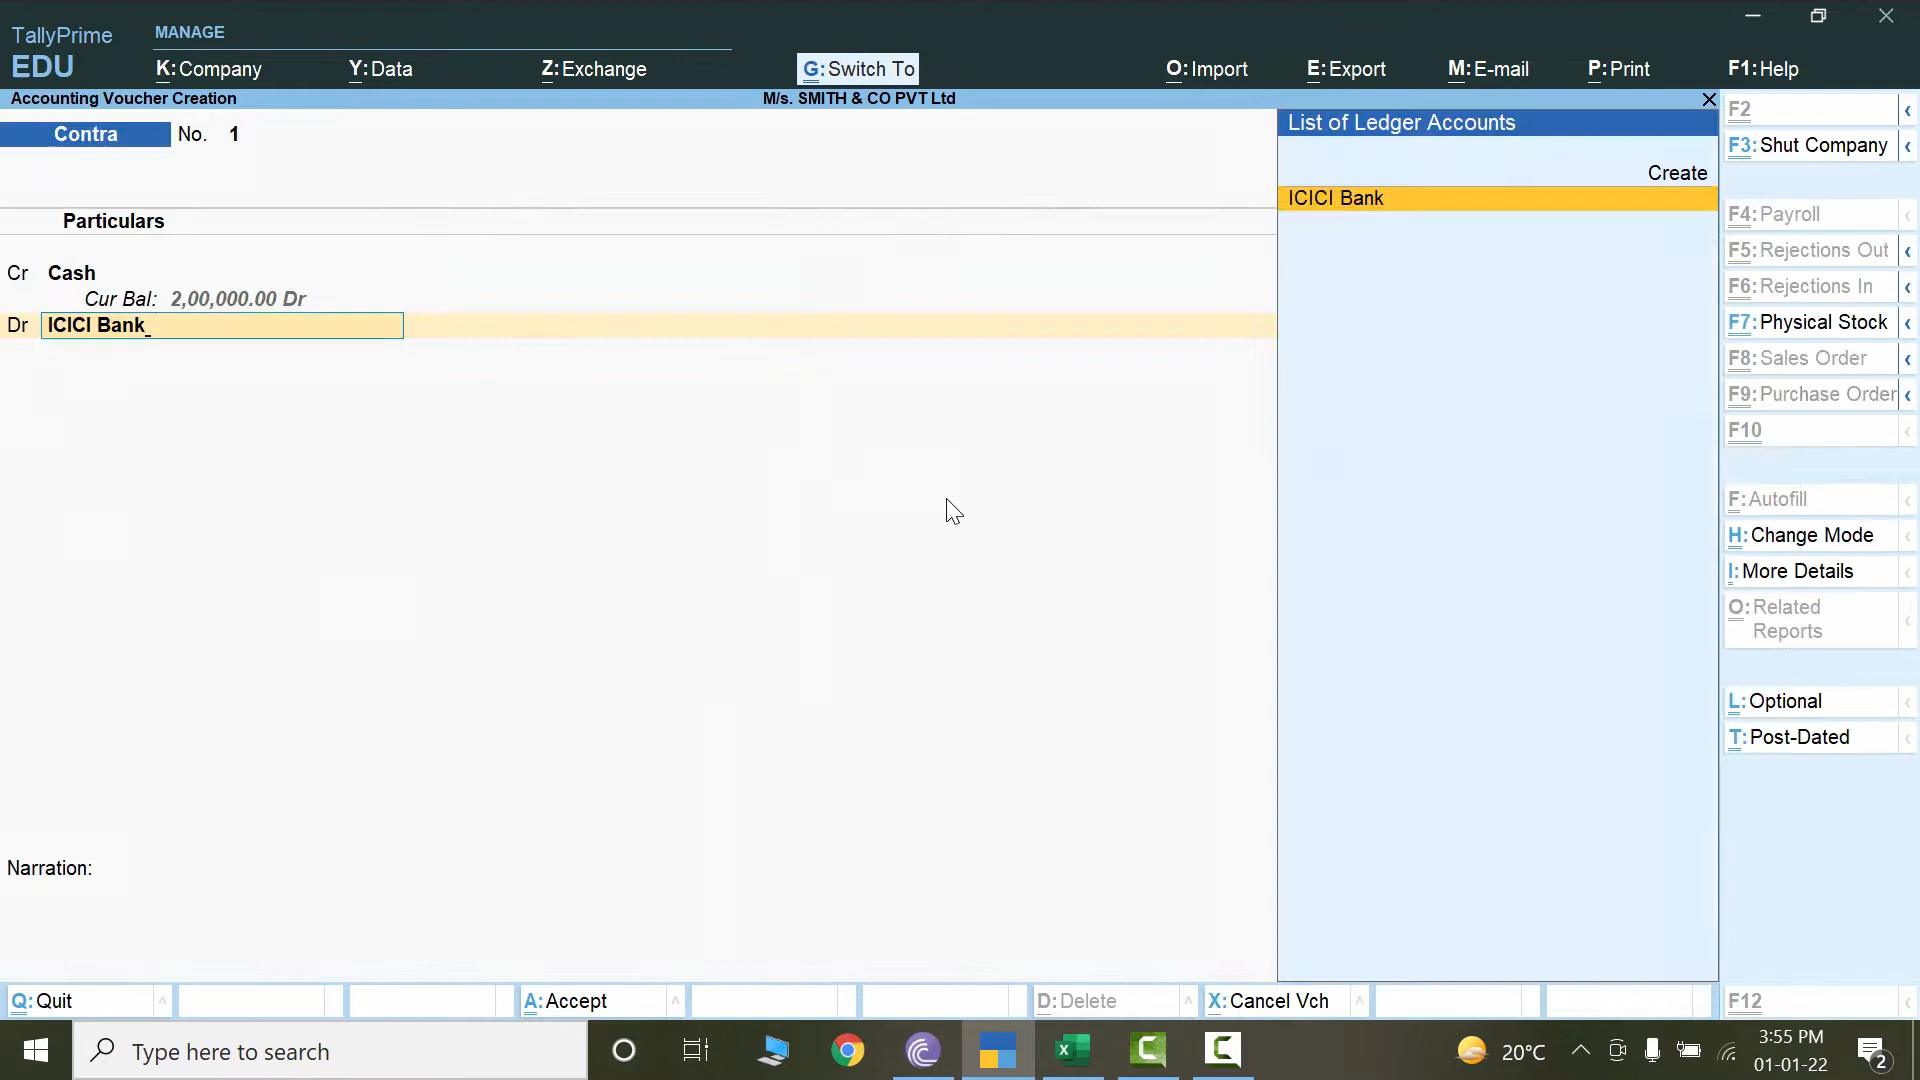 TallyPrime
EDU
MANAGE
K:Company
Y:Data
Z:Exchange
G:Switch To
O:Import
E:Export
M:E-mail
P:Print
F1:Help
Accounting Voucher Creation
M/s. SMITH & CO PVT Ltd
Contra No. 1
Particulars
Cr Cash
Cur Bal: 2,00,000.00 Dr
Dr ICICI Bank
Narration:
List of Ledger Accounts
Create
ICICI Bank
F2
F3:Shut Company
F4:Payroll
F5:Rejections Out
F6:Rejections In
F7:Physical Stock
F8:Sales Order
F9:Purchase Order
F10
F:Autofill
H:Change Mode
I:More Details
O:Related
Reports
L:Optional
T:Post-Dated
Q:Quit
A:Accept
D:Delete
X:Cancel Vch
F12
Type here to search
20°C
3:55 PM
01-01-22
2